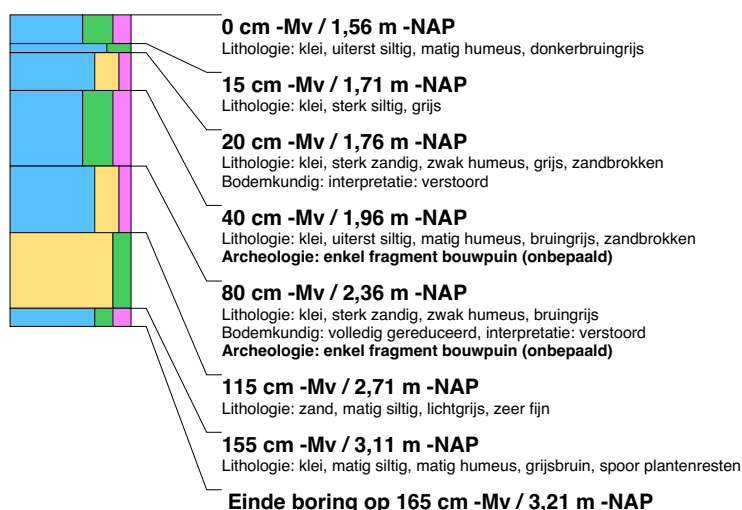 0 cm -Mv / 1,56 m -NAP
Lithologie: klei, uiterst siltig, matig humeus, donkerbruingrijs
15 cm -Mv / 1,71 m -NAP
Lithologie: klei, sterk siltig, grijs
20 cm -Mv / 1,76 m -NAP
Lithologie: klei, sterk zandig, zwak humeus, grijs, zandbrokken
Bodemkundig: interpretatie: verstoord
40 cm -Mv / 1,96 m -NAP
Lithologie: klei, uiterst siltig, matig humeus, bruingrijs, zandbrokken
Archeologie: enkel fragment bouwpuin (onbepaald)
80 cm -Mv / 2,36 m -NAP
Lithologie: klei, sterk zandig, zwak humeus, bruingrijs
Bodemkundig: volledig gereduceerd, interpretatie: verstoord
Archeologie: enkel fragment bouwpuin (onbepaald)
115 cm -Mv / 2,71 m -NAP
Lithologie: zand, matig siltig, lichtgrijs, zeer fijn
155 cm -Mv / 3,11 m -NAP
Lithologie: klei, matig siltig, matig humeus, grijsbruin, spoor plantenresten
Einde boring op 165 cm -Mv / 3,21 m -NAP